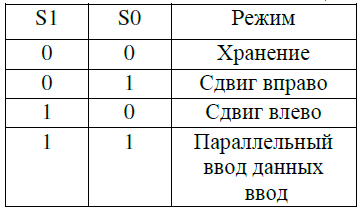 S1 S0 Режим
0 0 Хранение
0 1 Сдвиг вправо
1 0 Сдвиг влево
1 1 Параллельный
ввод данных
ввод